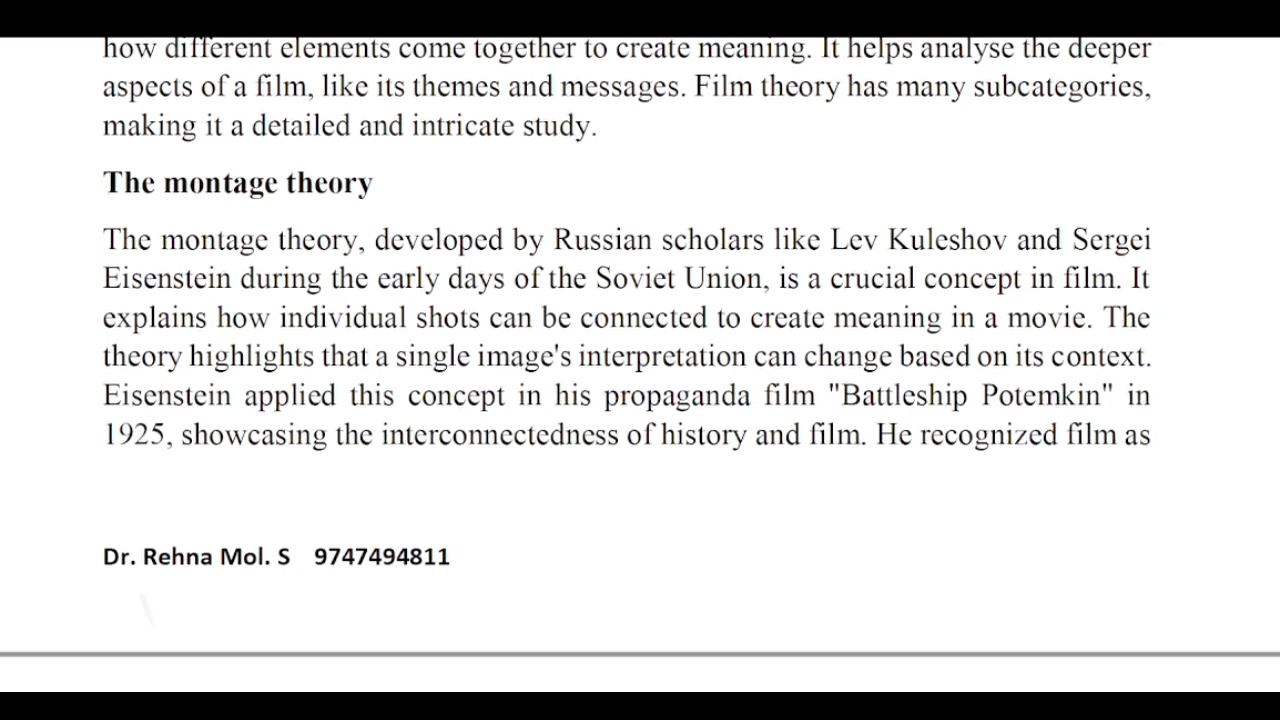 how different elements come together to create meaning. It helps analyse the deeper
aspects of a film, like its themes and messages. Film theory has many subcategories,
making it a detailed and intricate study.
The montage theory
The montage theory, developed by Russian scholars like Lev Kuleshov and Sergei
Eisenstein during the early days of the Soviet Union, is a crucial concept in film. It
explains how individual shots can be connected to create meaning in a movie. The
theory highlights that a single image's interpretation can change based on its context.
Eisenstein applied this concept in his propaganda film "Battleship Potemkin" in
1925, showcasing the interconnectedness of history and film. He recognized film as
Dr. Rehna Mol. S 9747494811